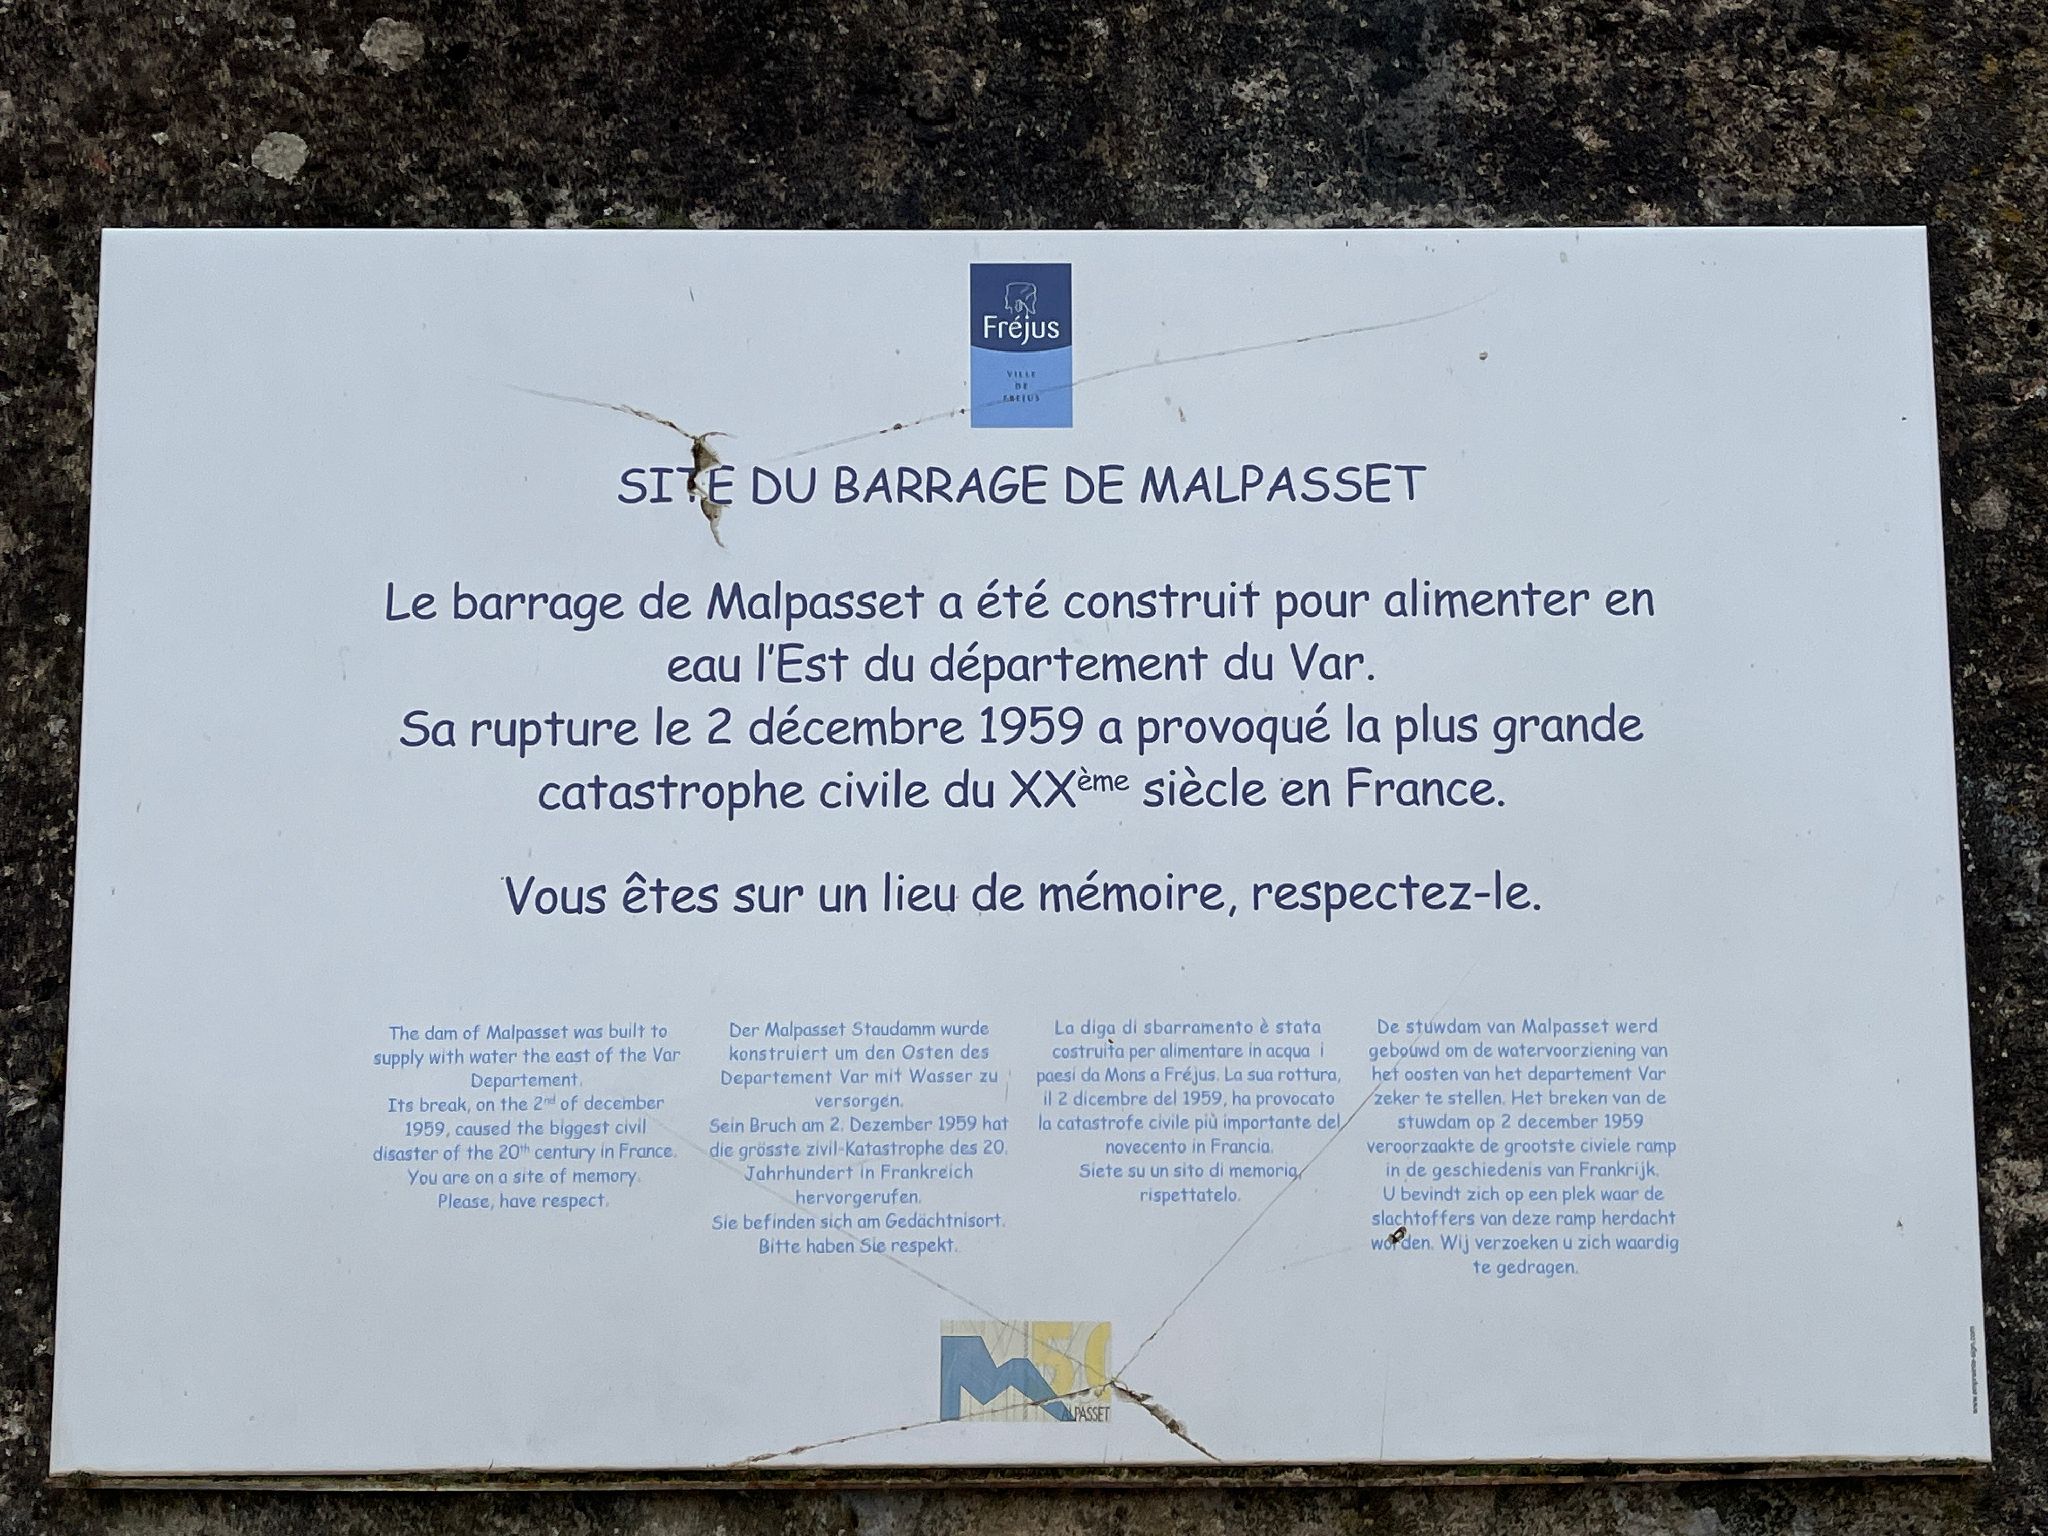 Fréjus
VILLE
DE
FREJUS
SITE DU BARRAGE DE MALPASSET
Le barrage de Malpasset a été construit pour alimenter en
eau l'Est du département du Var.
Sa rupture le 2 décembre 1959 a provoqué la plus grande
catastrophe civile du XXème siècle en France.
Vous êtes sur un lieu de mémoire, respectez-le.
The dam of Malpasset was built to
supply with water the east of the Var
Departement.
Its break, on the 2nd of december
1959, caused the biggest civil
disaster of the 20th century in France.
You are on a site of memory.
Please, have respect.
Der Malpasset Staudamm wurde
konstruiert um den Osten des
Departement Var mit Wasser zu
versorgen.
Sein Bruch am 2. Dezember 1959 hat
die grösste zivil-Katastrophe des 20.
Jahrhundert in Frankreich
hervorgerufen.
Sie befinden sich am Gedächtnisort.
Bitte haben Sie respekt.
La diga di sbarramento è stata
costruita per alimentare in acqua i
paesi da Mons a Fréjus. La sua rottura,
il 2 dicembre del 1959, ha provocato
la catastrofe civile più importante del
novecento in Francia.
Siete su un sito di memoria,
rispettatelo.
De stuwdam van Malpasset werd
gebouwd om de watervoorziening van
het oosten van het departement Var
zeker te stellen. Het breken van de
stuwdam op 2 december 1959
veroorzaakte de grootste civiele ramp
in de geschiedenis van Frankrijk.
U bevindt zich op een plek waar de
slachtoffers van deze ramp herdacht
worden. Wij verzoeken u zich waardig
te gedragen.
50
MALPASSET
www.empreinte-sign.com